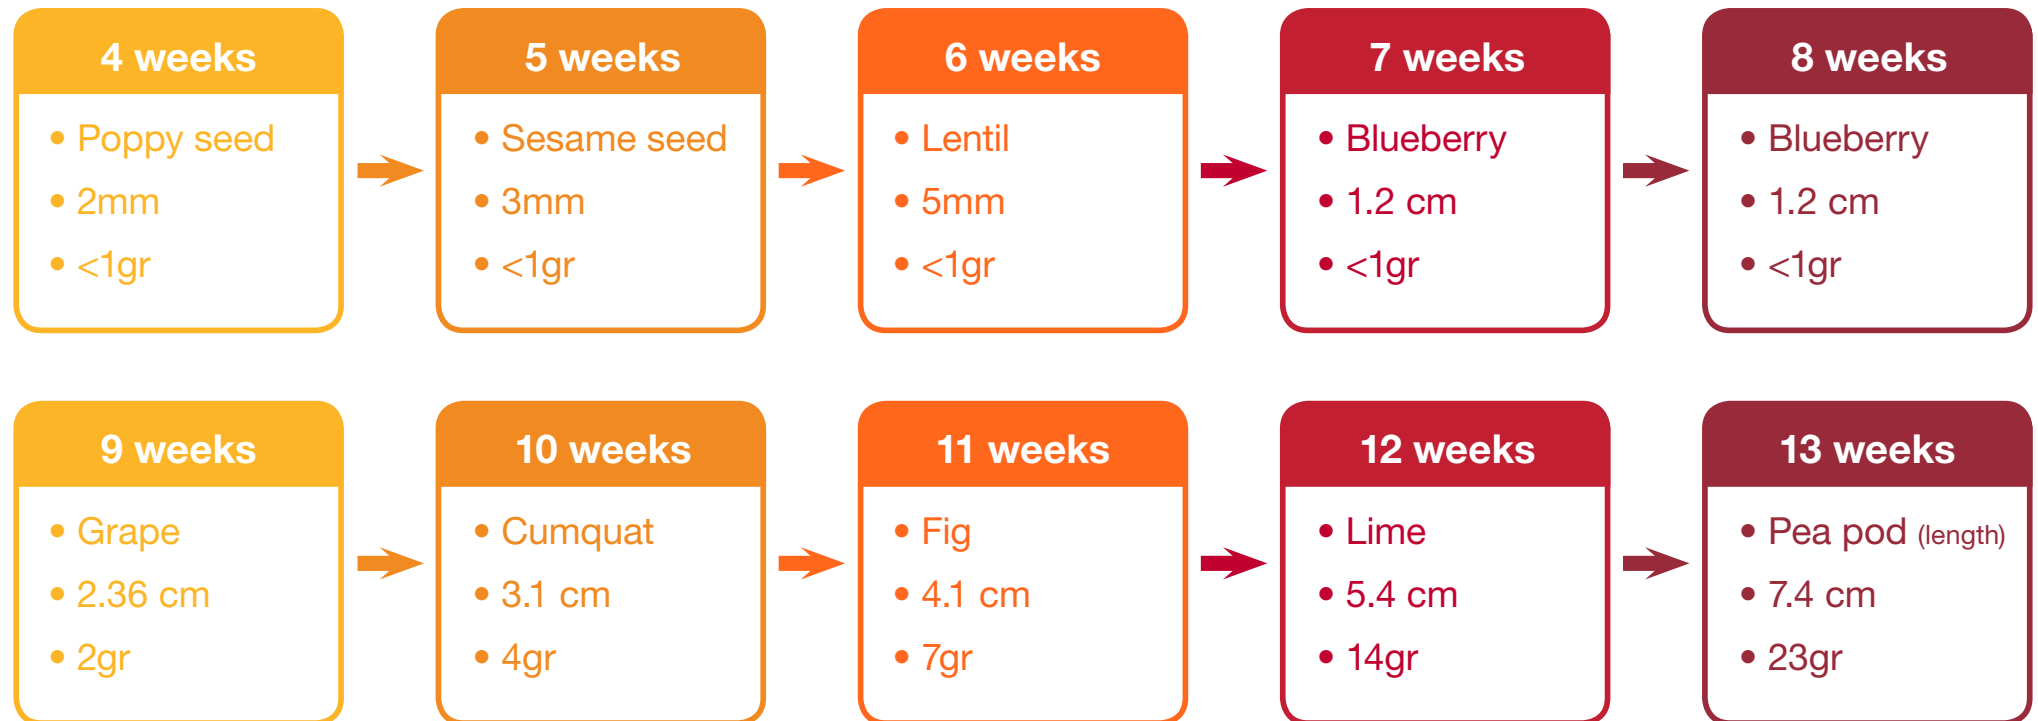 4 weeks
• Poppy seed
• 2mm
• <1gr
5 weeks
• Sesame seed
• 3mm
• <1gr
6 weeks
• Lentil
• 5mm
• <1gr
7 weeks
• Blueberry
• 1.2 cm
• <1gr
8 weeks
• Blueberry
• 1.2 cm
• <1gr
9 weeks
• Grape
• 2.36 cm
• 2gr
10 weeks
• Cumquat
• 3.1 cm
• 4gr
11 weeks
• Fig
• 4.1 cm
• 7gr
12 weeks
• Lime
• 5.4 cm
• 14gr
13 weeks
• Pea pod (length)
• 7.4 cm
• 23gr